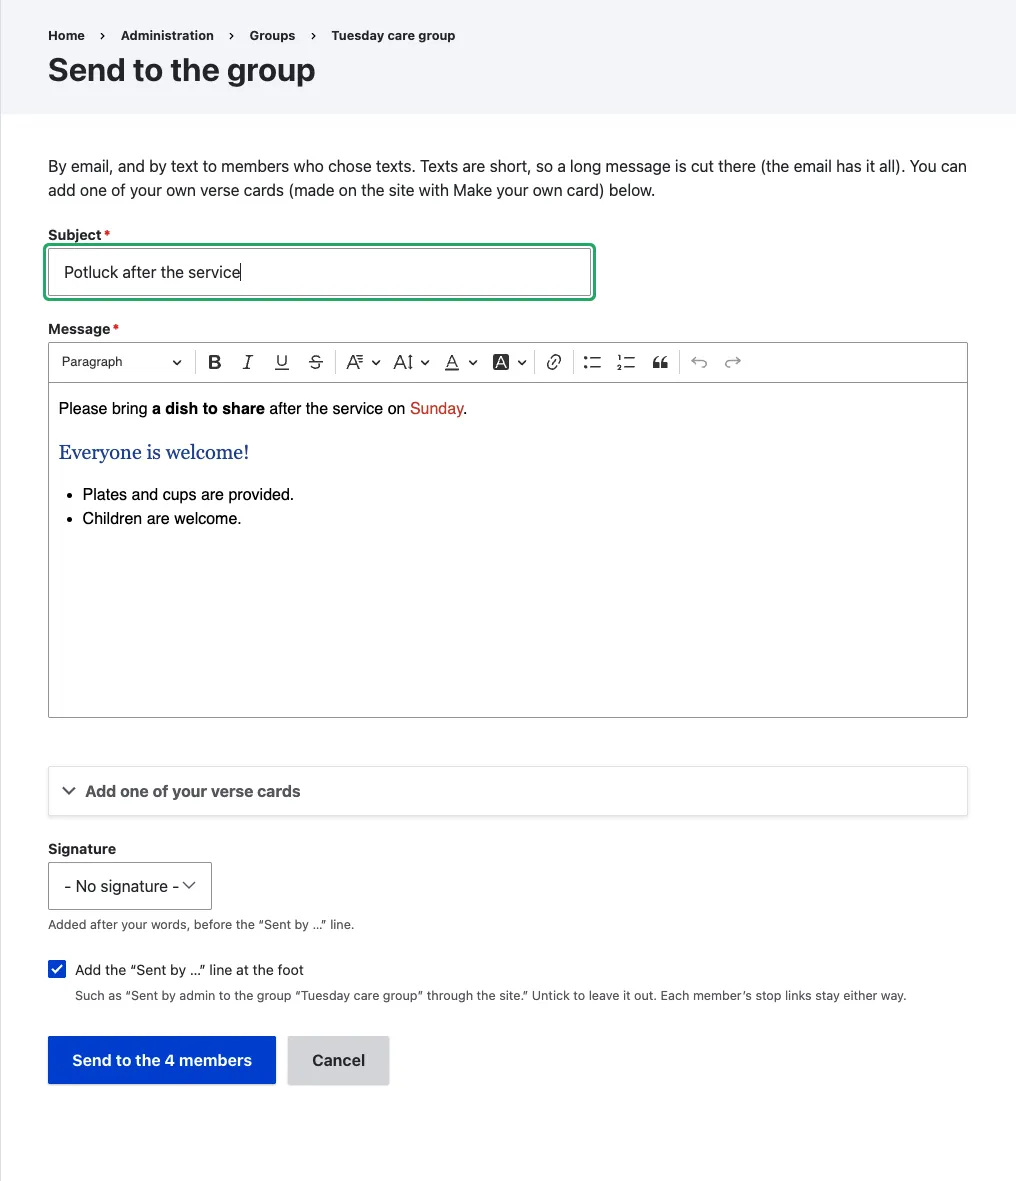 Home › Administration › Groups › Tuesday care group
Send to the group
By email, and by text to members who chose texts. Texts are short, so a long message is cut there (the email has it all). You can
add one of your own verse cards (made on the site with Make your own card) below.
Subject*
Potluck after the service
Message*
Paragraph
Please bring a dish to share after the service on Sunday.
Everyone is welcome!
• Plates and cups are provided.
• Children are welcome.
Add one of your verse cards
Signature
- No signature -
Added after your words, before the “Sent by …” line.
Add the “Sent by …” line at the foot
Such as “Sent by admin to the group “Tuesday care group” through the site.” Untick to leave it out. Each member’s stop links stay either way.
Send to the 4 members
Cancel